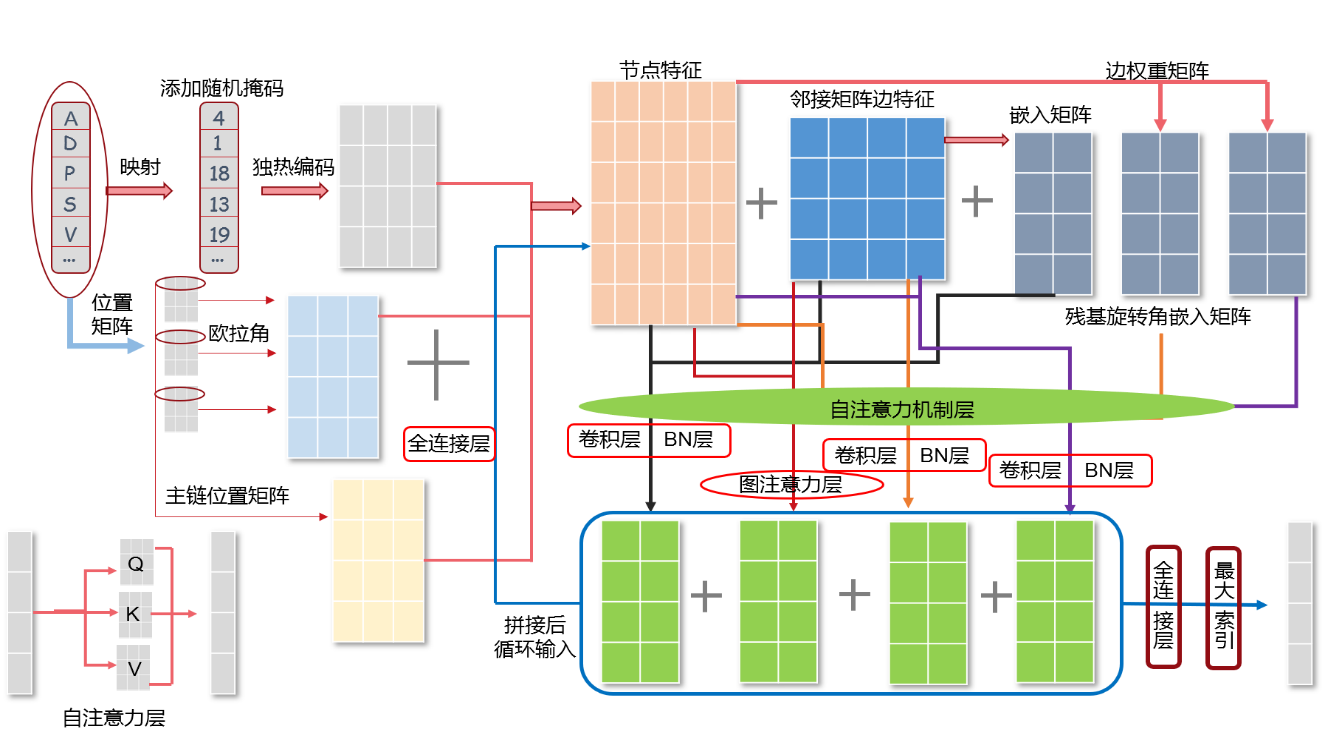 节点特征
边权重矩阵
添加随机掩码
邻接矩阵边特征
嵌入矩阵
A
D
P
S
V
...
映射
4
1
18
13
19
...
独热编码
位置
矩阵
欧拉角
残基旋转角嵌入矩阵
自注意力机制层
全连接层
卷积层 BN层
卷积层 BN层
卷积层 BN层
图注意力层
主链位置矩阵
Q
K
V
自注意力层
拼接后
循环输入
全连接层
最大索引